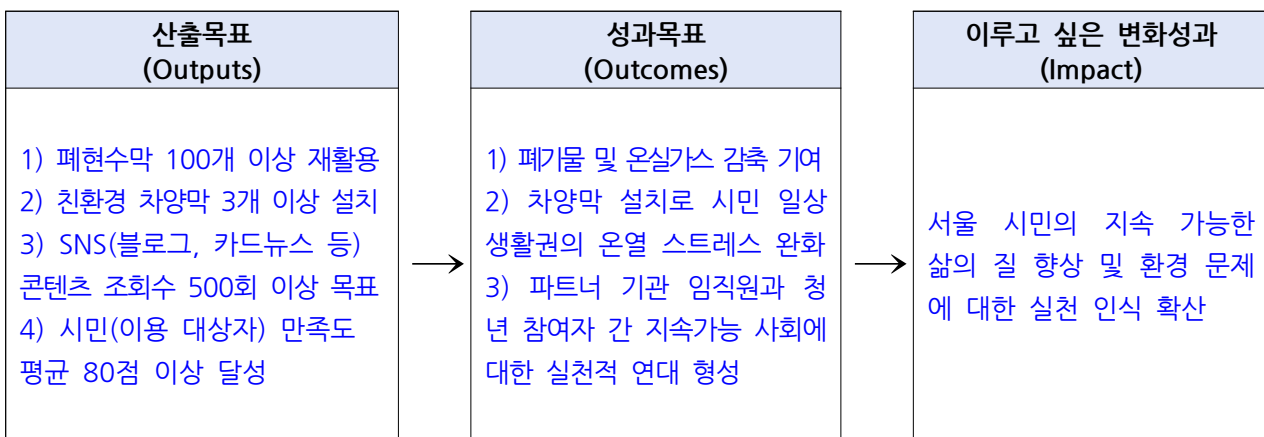 산출목표
(Outputs)
1) 폐현수막 100개 이상 재활용
2) 친환경 차양막 3개 이상 설치
3) SNS(블로그, 카드뉴스 등)
콘텐츠 조회수 500회 이상 목표
4) 시민(이용 대상자) 만족도
평균 80점 이상 달성
성과목표
(Outcomes)
1) 폐기물 및 온실가스 감축 기여
2) 차양막 설치로 시민 일상
생활권의 온열 스트레스 완화
3) 파트너 기관 임직원과 청
년 참여자 간 지속가능 사회에
대한 실천적 연대 형성
이루고 싶은 변화성과
(Impact)
서울 시민의 지속 가능한
삶의 질 향상 및 환경 문제
에 대한 실천 인식 확산